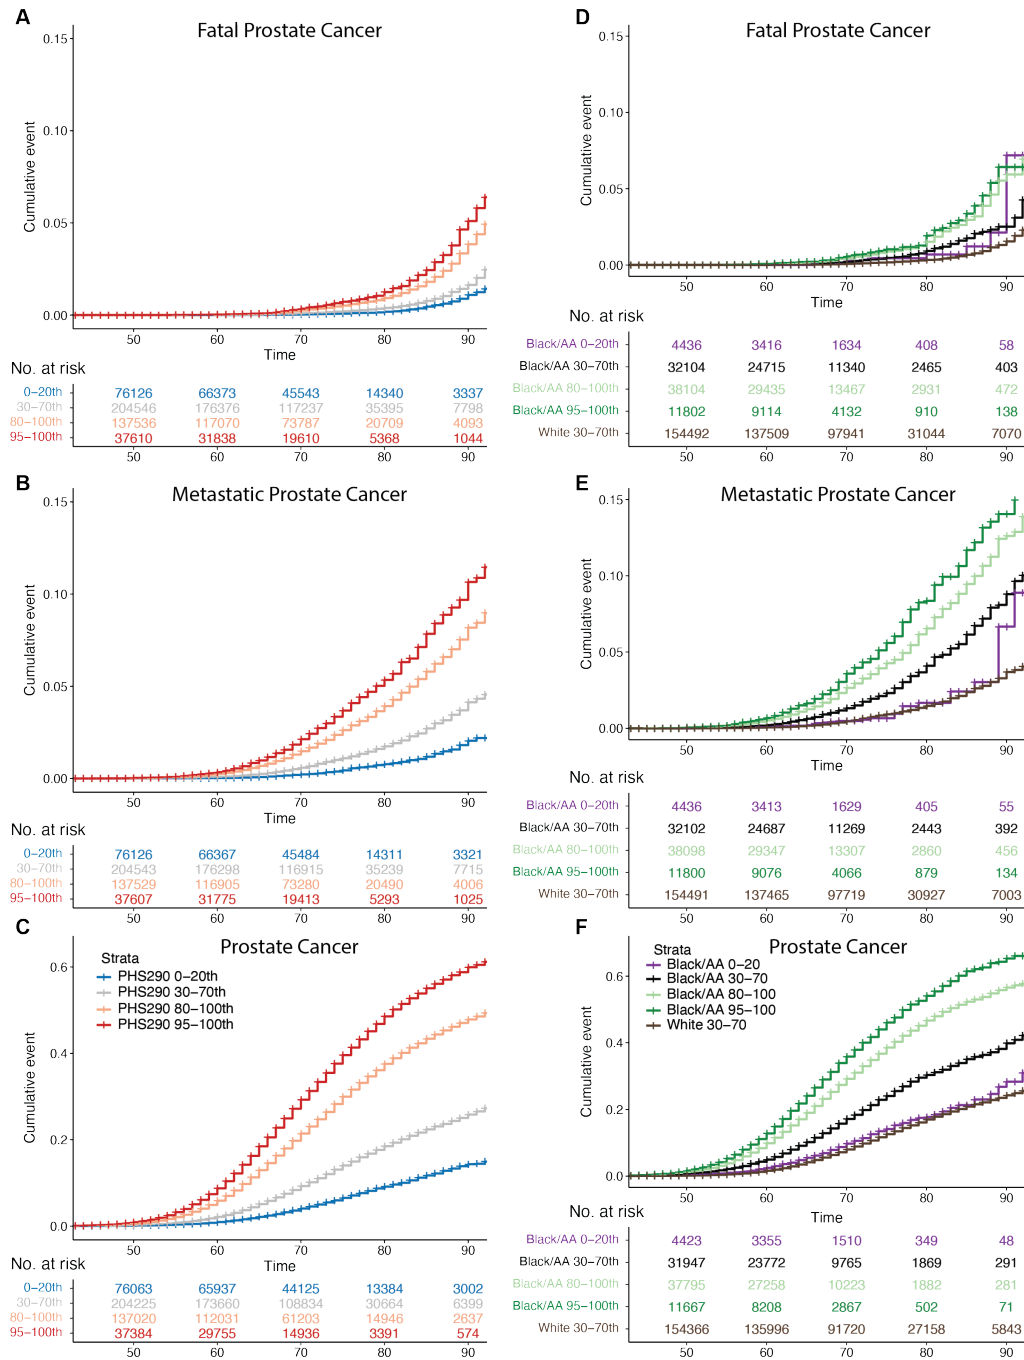 A
Fatal Prostate Cancer
0.15
0.10
0.05
0.00
Cumulative event
50 60 70 80 90
Time
No. at risk
0–20th 76126 66373 45543 14340 3337
30–70th 204546 176376 117237 35395 7798
80–100th 137536 117070 73787 20709 4093
95–100th 37610 31838 19610 5368 1044
50 60 70 80 90
B
Metastatic Prostate Cancer
0.15
0.10
0.05
0.00
Cumulative event
50 60 70 80 90
Time
No. at risk
0–20th 76126 66367 45484 14311 3321
30–70th 204543 176298 116915 35239 7715
80–100th 137529 116905 73280 20490 4006
95–100th 37607 31775 19413 5293 1025
50 60 70 80 90
C
Prostate Cancer
Strata
PHS290 0–20th
PHS290 30–70th
PHS290 80–100th
PHS290 95–100th
0.6
0.4
0.2
0.0
Cumulative event
50 60 70 80 90
Time
No. at risk
0–20th 76063 65937 44125 13384 3002
30–70th 204225 173660 108834 30664 6399
80–100th 137020 112031 61203 14946 2637
95–100th 37384 29755 14936 3391 574
50 60 70 80 90
D
Fatal Prostate Cancer
0.15
0.10
0.05
0.00
Cumulative event
50 60 70 80 90
Time
No. at risk
Black/AA 0–20th 4436 3416 1634 408 58
Black/AA 30–70th 32104 24715 11340 2465 403
Black/AA 80–100th 38104 29435 13467 2931 472
Black/AA 95–100th 11802 9114 4132 910 138
White 30–70th 154492 137509 97941 31044 7070
50 60 70 80 90
E
Metastatic Prostate Cancer
0.15
0.10
0.05
0.00
Cumulative event
50 60 70 80 90
Time
No. at risk
Black/AA 0–20th 4436 3413 1629 405 55
Black/AA 30–70th 32102 24687 11269 2443 392
Black/AA 80–100th 38098 29347 13307 2860 456
Black/AA 95–100th 11800 9076 4066 879 134
White 30–70th 154491 137465 97719 30927 7003
50 60 70 80 90
F
Prostate Cancer
Strata
Black/AA 0–20
Black/AA 30–70
Black/AA 80–100
Black/AA 95–100
White 30–70
0.6
0.4
0.2
0.0
Cumulative event
50 60 70 80 90
Time
No. at risk
Black/AA 0–20th 4423 3355 1510 349 48
Black/AA 30–70th 31947 23772 9765 1869 291
Black/AA 80–100th 37795 27258 10223 1882 281
Black/AA 95–100th 11667 8208 2867 502 71
White 30–70th 154366 135996 91720 27158 5843
50 60 70 80 90